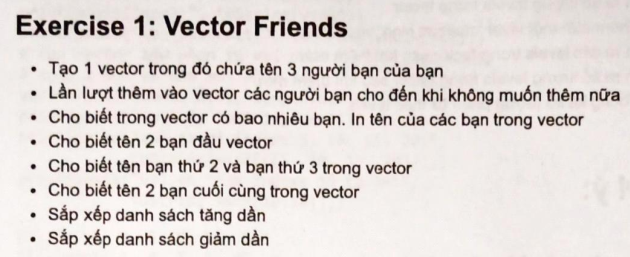 Exercise 1: Vector Friends
• Tạo 1 vector trong đó chứa tên 3 người bạn của bạn
• Lần lượt thêm vào vector các người bạn cho đến khi không muốn thêm nữa
• Cho biết trong vector có bao nhiêu bạn. In tên của các bạn trong vector
• Cho biết tên 2 bạn đầu vector
• Cho biết tên bạn thứ 2 và bạn thứ 3 trong vector
• Cho biết tên 2 bạn cuối cùng trong vector
• Sắp xếp danh sách tăng dần
• Sắp xếp danh sách giảm dần